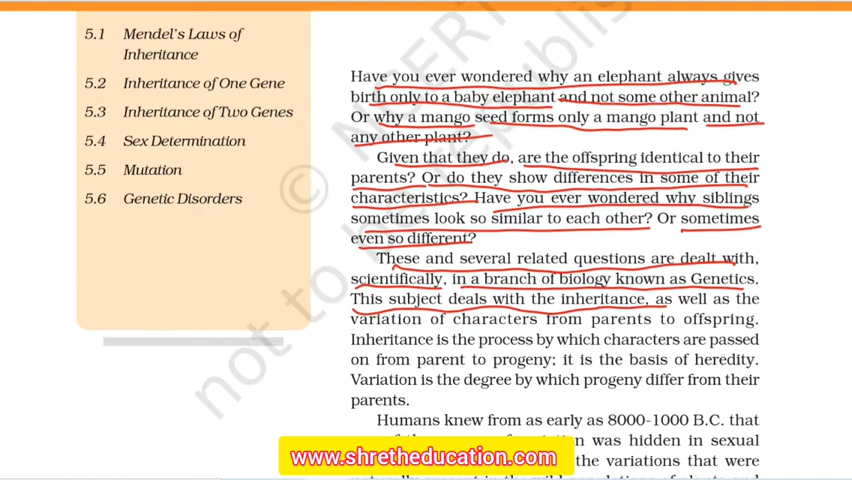 5.1 Mendel's Laws of
Inheritance
5.2 Inheritance of One Gene
5.3 Inheritance of Two Genes
5.4 Sex Determination
5.5 Mutation
5.6 Genetic Disorders
Have you ever wondered why an elephant always gives
birth only to a baby elephant and not some other animal?
Or why a mango seed forms only a mango plant and not
any other plant?
Given that they do, are the offspring identical to their
parents? Or do they show differences in some of their
characteristics? Have you ever wondered why siblings
sometimes look so similar to each other? Or sometimes
even so different?
These and several related questions are dealt with,
scientifically, in a branch of biology known as Genetics.
This subject deals with the inheritance, as well as the
variation of characters from parents to offspring.
Inheritance is the process by which characters are passed
on from parent to progeny; it is the basis of heredity.
Variation is the degree by which progeny differ from their
parents.
Humans knew from as early as 8000-1000 B.C. that
was hidden in sexual
the variations that were
www.shretheducation.com
© NCERT
not to be republis